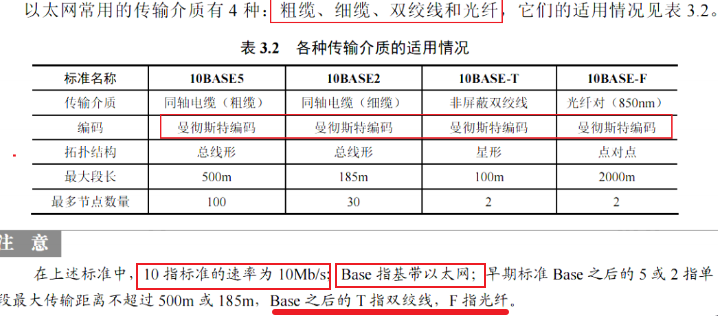 以太网常用的传输介质有 4 种：粗缆、细缆、双绞线和光纤，它们的适用情况见表 3.2。
表 3.2 各种传输介质的适用情况
标准名称 10BASE5 10BASE2 10BASE-T 10BASE-F
传输介质 同轴电缆（粗缆） 同轴电缆（细缆） 非屏蔽双绞线 光纤对（850nm）
编码 曼彻斯特编码 曼彻斯特编码 曼彻斯特编码 曼彻斯特编码
拓扑结构 总线形 总线形 星形 点对点
最大段长 500m 185m 100m 2000m
最多节点数量 100 30 2 2
注 意
在上述标准中，10 指标准的速率为 10Mb/s；Base 指基带以太网；早期标准 Base 之后的 5 或 2 指单
段最大传输距离不超过 500m 或 185m，Base 之后的 T 指双绞线，F 指光纤。